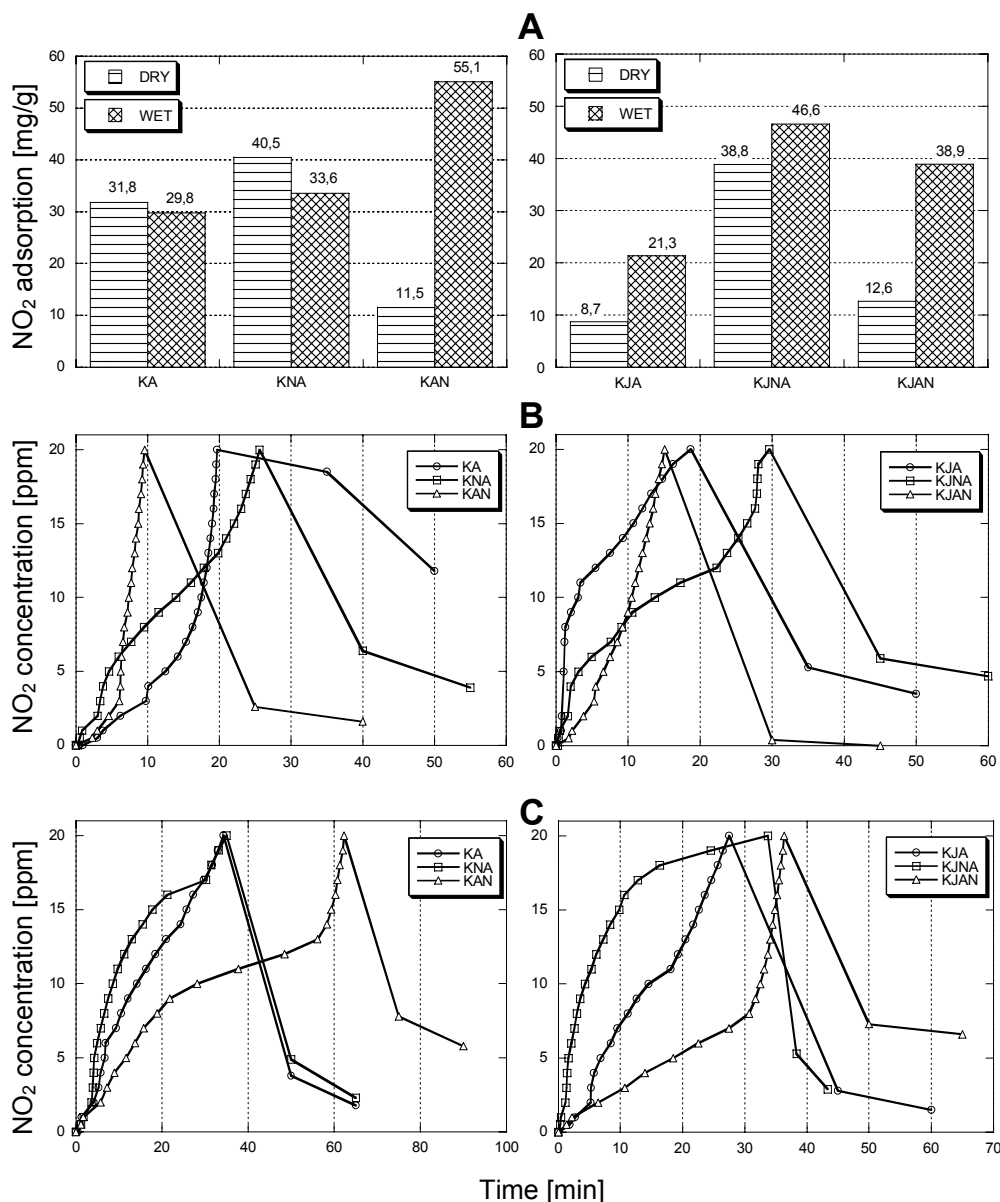 A
NO2 adsorption [mg/g]
60
50
40
30
20
10
0
DRY
WET
31,8
29,8
40,5
33,6
11,5
55,1
KA
KNA
KAN
60
50
40
30
20
10
0
DRY
WET
8,7
21,3
38,8
46,6
12,6
38,9
KJA
KJNA
KJAN
B
NO2 concentration [ppm]
20
15
10
5
0
KA
KNA
KAN
0 10 20 30 40 50 60
20
15
10
5
0
KJA
KJNA
KJAN
0 10 20 30 40 50 60
C
NO2 concentration [ppm]
20
15
10
5
0
KA
KNA
KAN
0 20 40 60 80 100
20
15
10
5
0
KJA
KJNA
KJAN
0 10 20 30 40 50 60 70
Time [min]